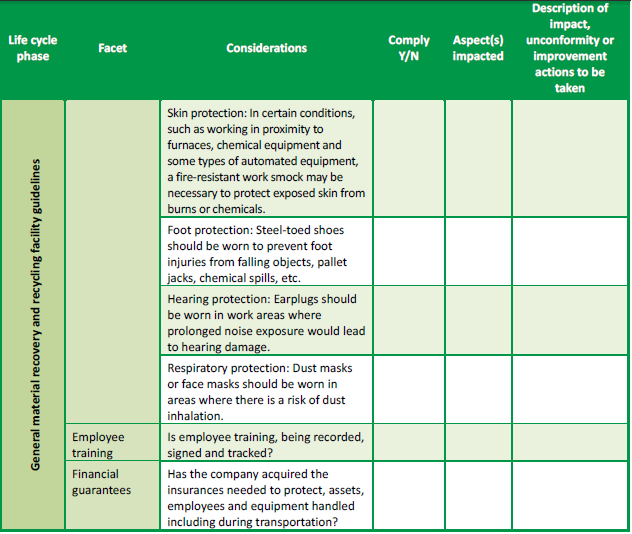 Life cycle
phase
Facet
Considerations
Comply
Y/N
Aspect(s)
impacted
Description of
impact,
unconformity or
improvement
actions to be
taken
General material recovery and recycling facility guidelines
Skin protection: In certain conditions,
such as working in proximity to
furnaces, chemical equipment and
some types of automated equipment,
a fire-resistant work smock may be
necessary to protect exposed skin from
burns or chemicals.
Foot protection: Steel-toed shoes
should be worn to prevent foot
injuries from falling objects, pallet
jacks, chemical spills, etc.
Hearing protection: Earplugs should
be worn in work areas where
prolonged noise exposure would lead
to hearing damage.
Respiratory protection: Dust masks
or face masks should be worn in
areas where there is a risk of dust
inhalation.
Employee
training
Is employee training, being recorded,
signed and tracked?
Financial
guarantees
Has the company acquired the
insurances needed to protect, assets,
employees and equipment handled
including during transportation?